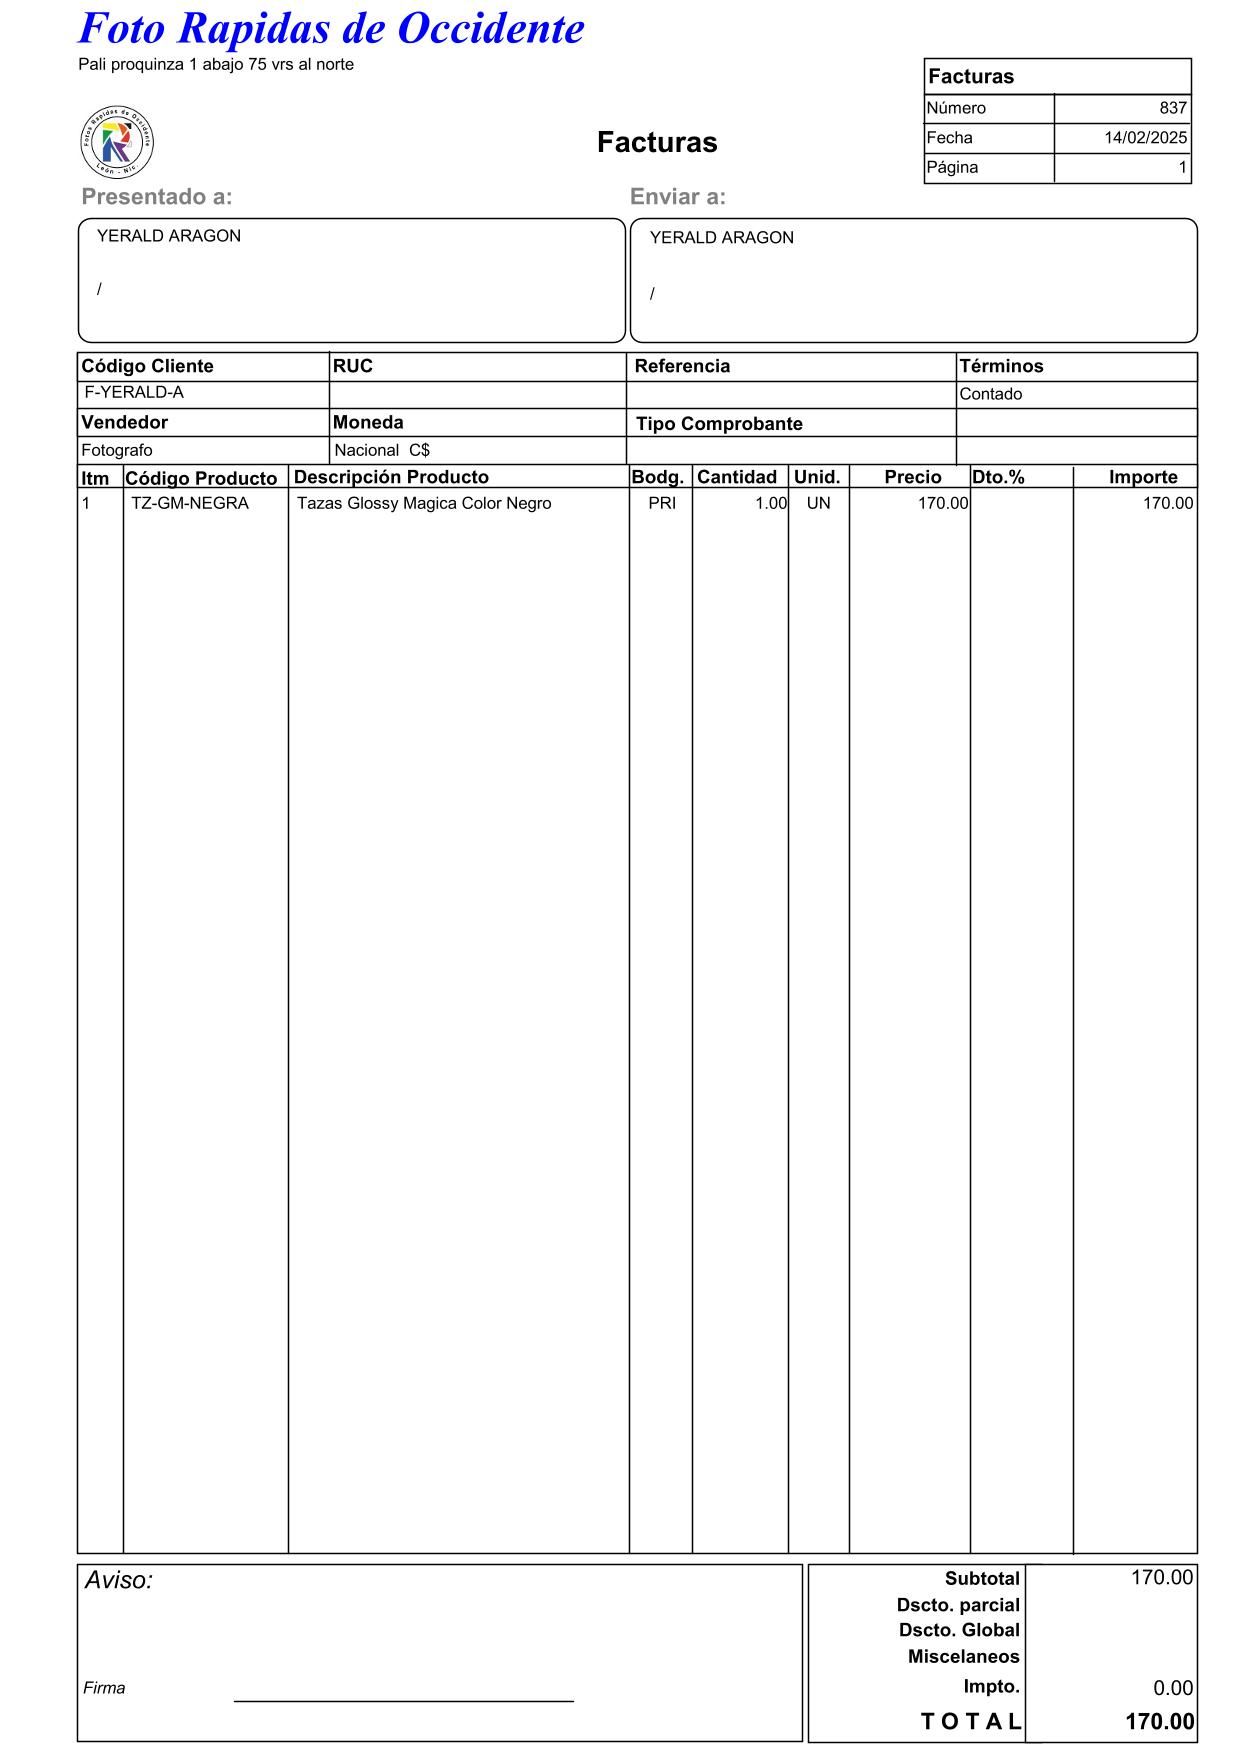 Foto Rapidas de Occidente
Pali proquinza 1 abajo 75 vrs al norte
Fotos Rapidas de Occidente
León - Nic.
Facturas
Facturas
Número 837
Fecha 14/02/2025
Página 1
Presentado a: Enviar a:
YERALD ARAGON YERALD ARAGON
/ /
Código Cliente RUC Referencia Términos
F-YERALD-A Contado
Vendedor Moneda Tipo Comprobante
Fotografo Nacional C$
Itm Código Producto Descripción Producto Bodg. Cantidad Unid. Precio Dto.% Importe
1 TZ-GM-NEGRA Tazas Glossy Magica Color Negro PRI 1.00 UN 170.00 170.00
Aviso:
Subtotal 170.00
Dscto. parcial
Dscto. Global
Miscelaneos
Firma
Impto. 0.00
T O T A L 170.00